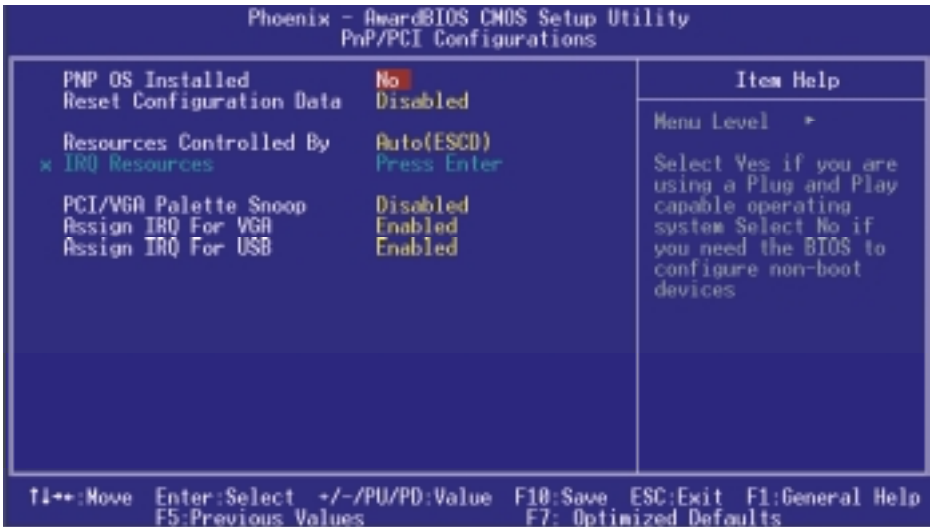 Phoenix - AwardBIOS CMOS Setup Utility
PnP/PCI Configurations
PNP OS Installed No
Reset Configuration Data Disabled
Resources Controlled By Auto(ESCD)
x IRQ Resources Press Enter
PCI/VGA Palette Snoop Disabled
Assign IRQ For VGA Enabled
Assign IRQ For USB Enabled
Item Help
Menu Level ►
Select Yes if you are
using a Plug and Play
capable operating
system Select No if
you need the BIOS to
configure non-boot
devices
↑↓→←:Move Enter:Select +/-/PU/PD:Value F10:Save ESC:Exit F1:General Help
F5:Previous Values F7: Optimized Defaults